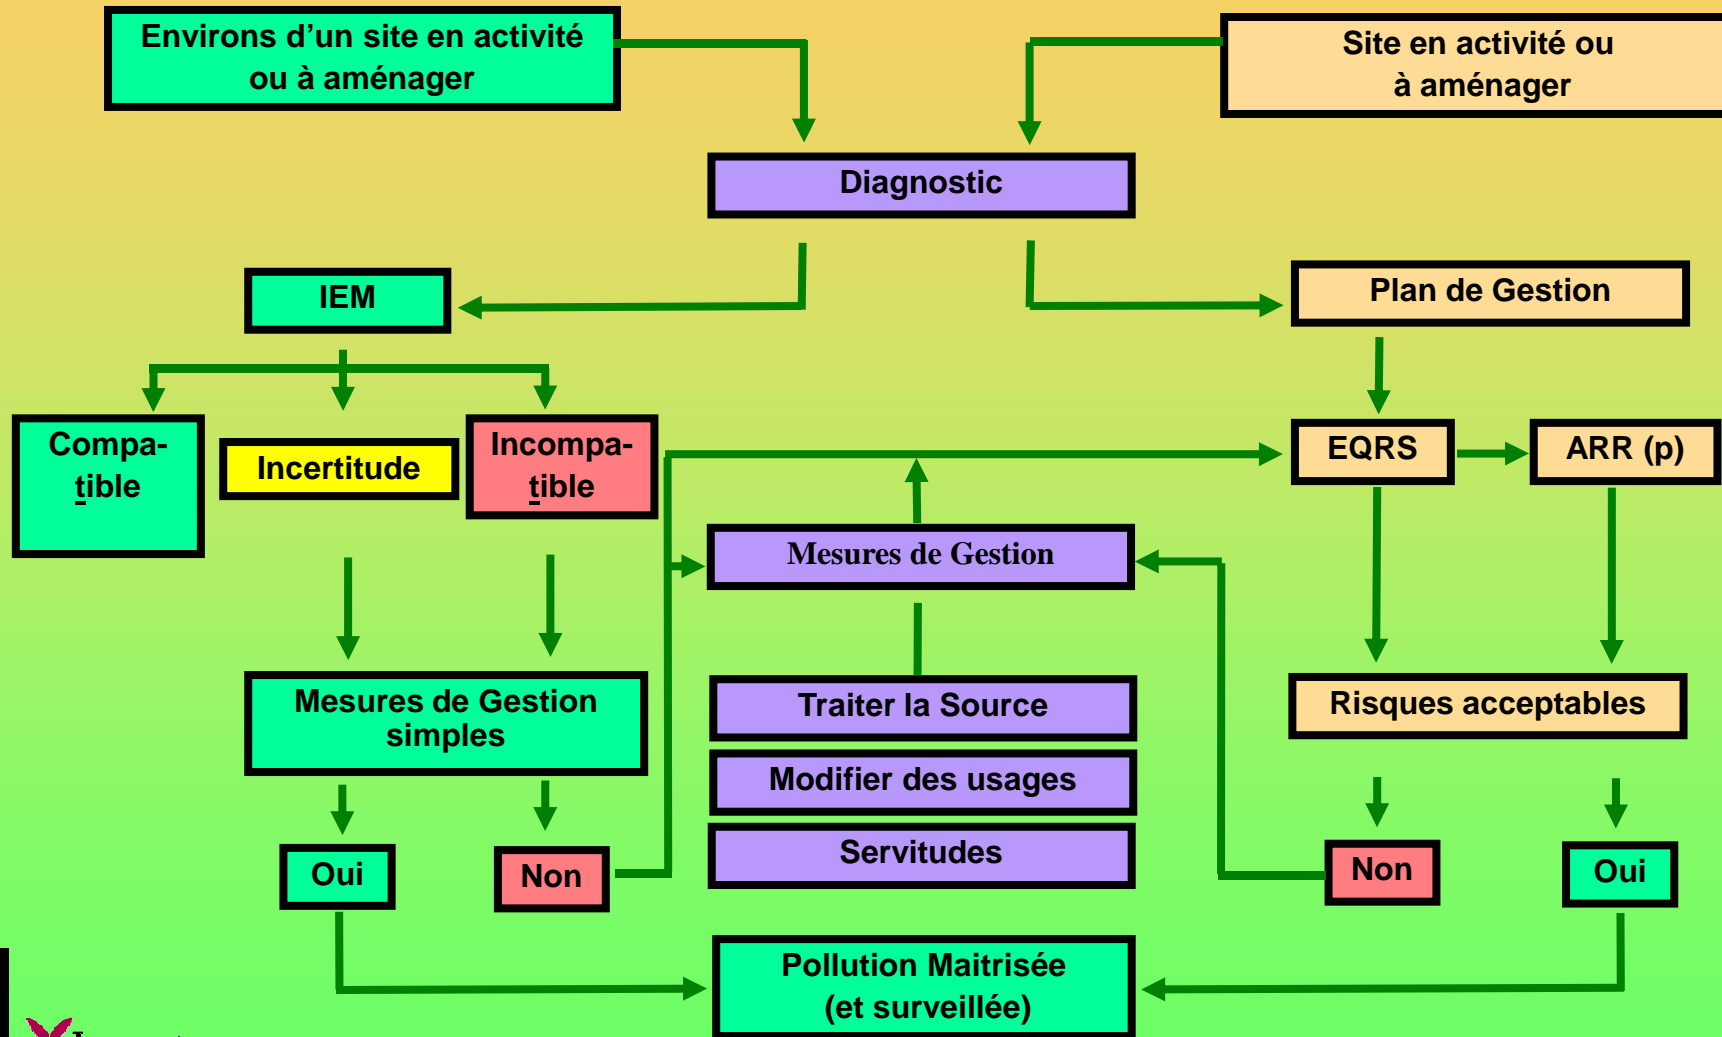 Environs d'un site en activité
ou à aménager
Site en activité ou
à aménager
Diagnostic
IEM
Plan de Gestion
Compa-
tible
Incertitude
Incompa-
tible
EQRS
ARR (p)
Mesures de Gestion
Mesures de Gestion
simples
Traiter la Source
Risques acceptables
Modifier des usages
Servitudes
Oui
Non
Non
Oui
Pollution Maitrisée
(et surveillée)